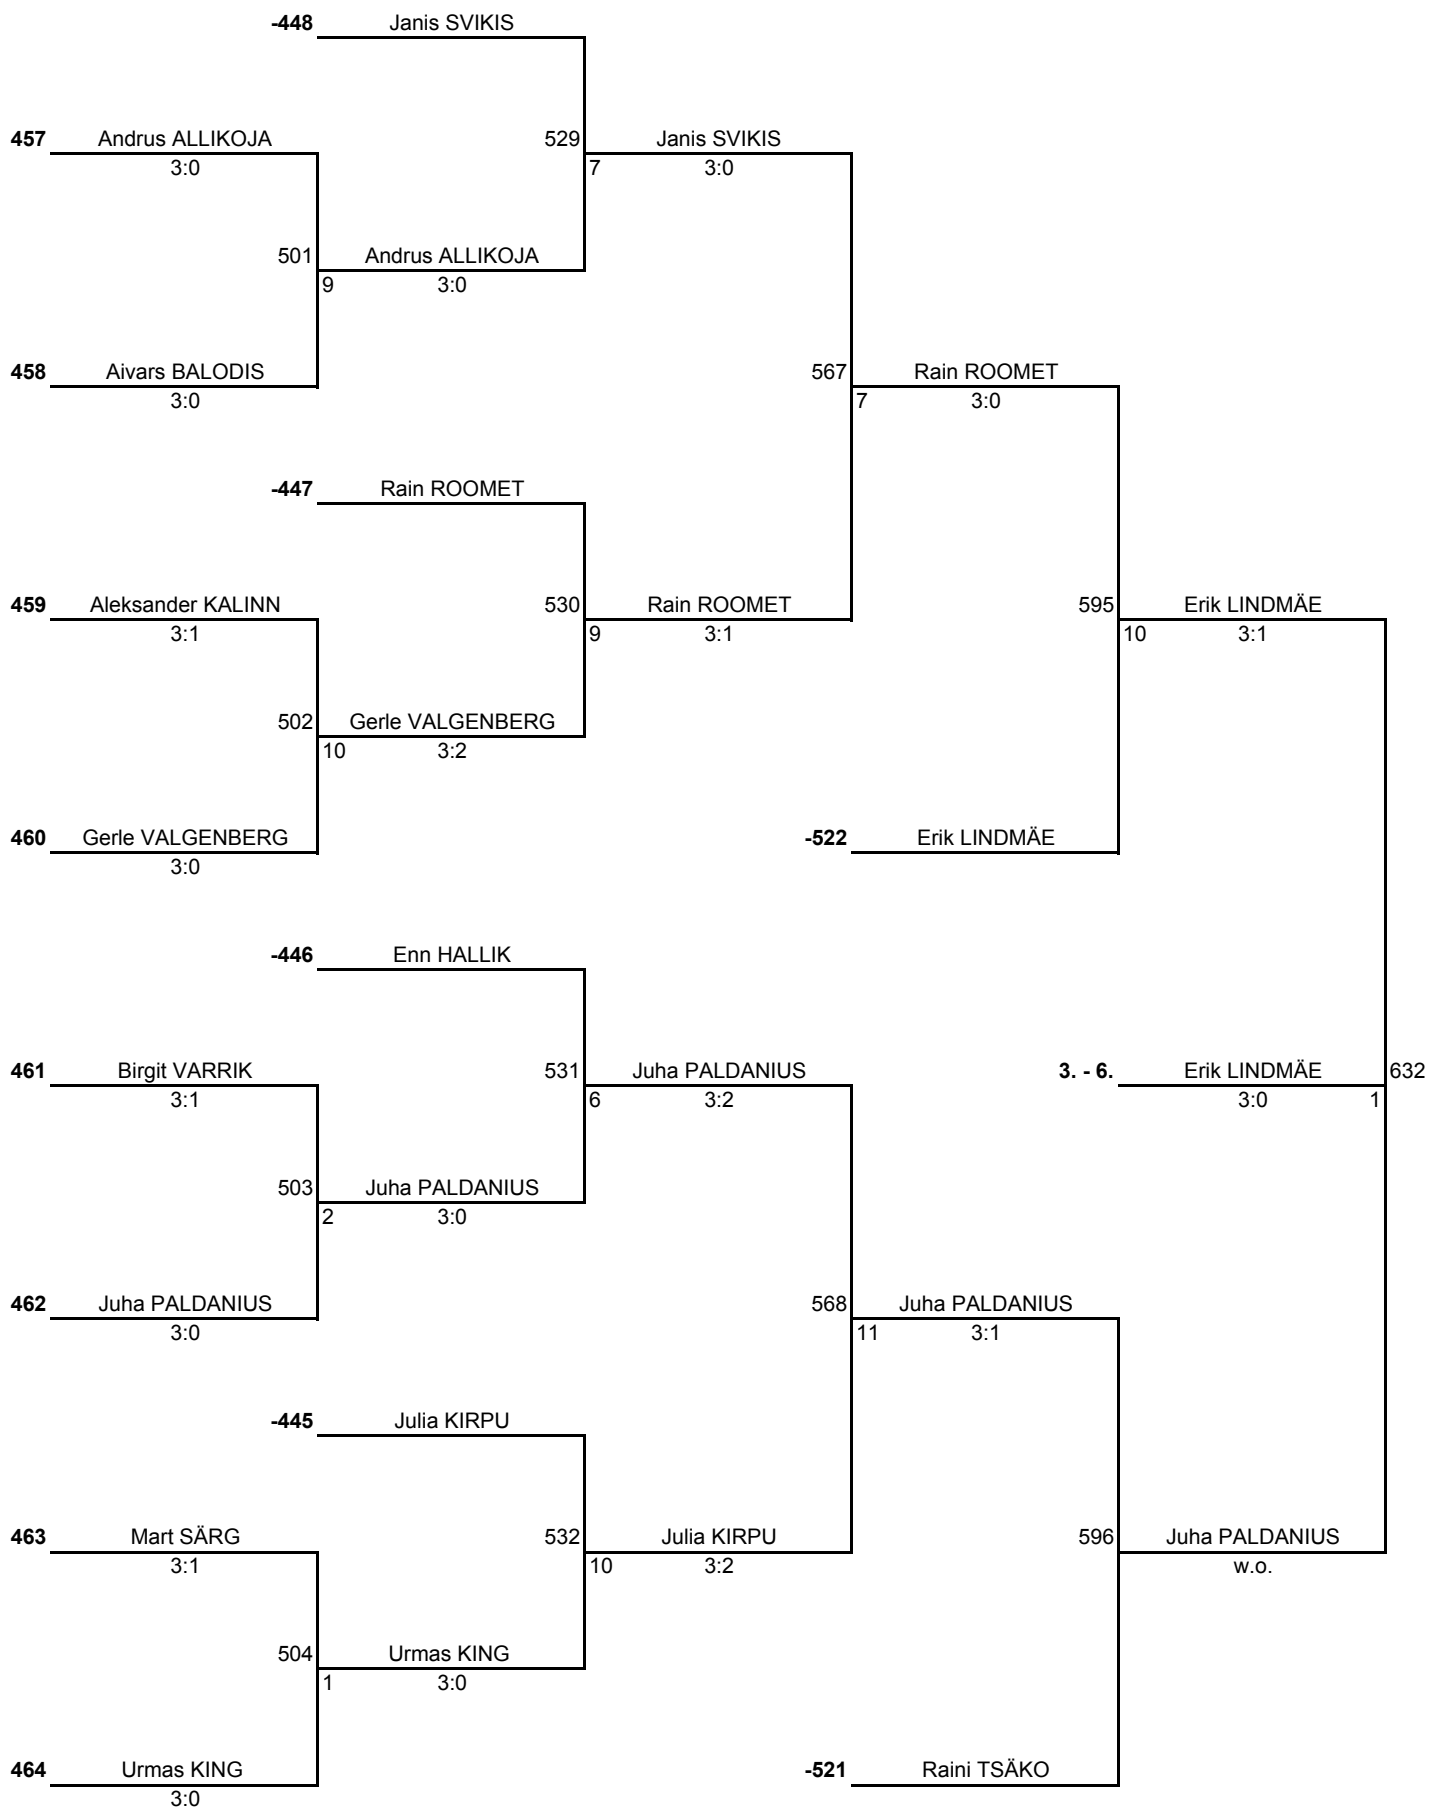 -448 Janis SVIKIS
457 Andrus ALLIKOJA 529 Janis SVIKIS
3:0 7 3:0
501 Andrus ALLIKOJA
9 3:0
458 Aivars BALODIS 567 Rain ROOMET
3:0 7 3:0
-447 Rain ROOMET
459 Aleksander KALINN 530 Rain ROOMET 595 Erik LINDMÄE
3:1 9 3:1 10 3:1
502 Gerle VALGENBERG
10 3:2
460 Gerle VALGENBERG -522 Erik LINDMÄE
3:0
-446 Enn HALLIK
461 Birgit VARRIK 531 Juha PALDANIUS 3. - 6. Erik LINDMÄE 632
3:1 6 3:2 3:0 1
503 Juha PALDANIUS
2 3:0
462 Juha PALDANIUS 568 Juha PALDANIUS
3:0 11 3:1
-445 Julia KIRPU
463 Mart SÄRG 532 Julia KIRPU 596 Juha PALDANIUS
3:1 10 3:2 w.o.
504 Urmas KING
1 3:0
464 Urmas KING -521 Raini TSÄKO
3:0